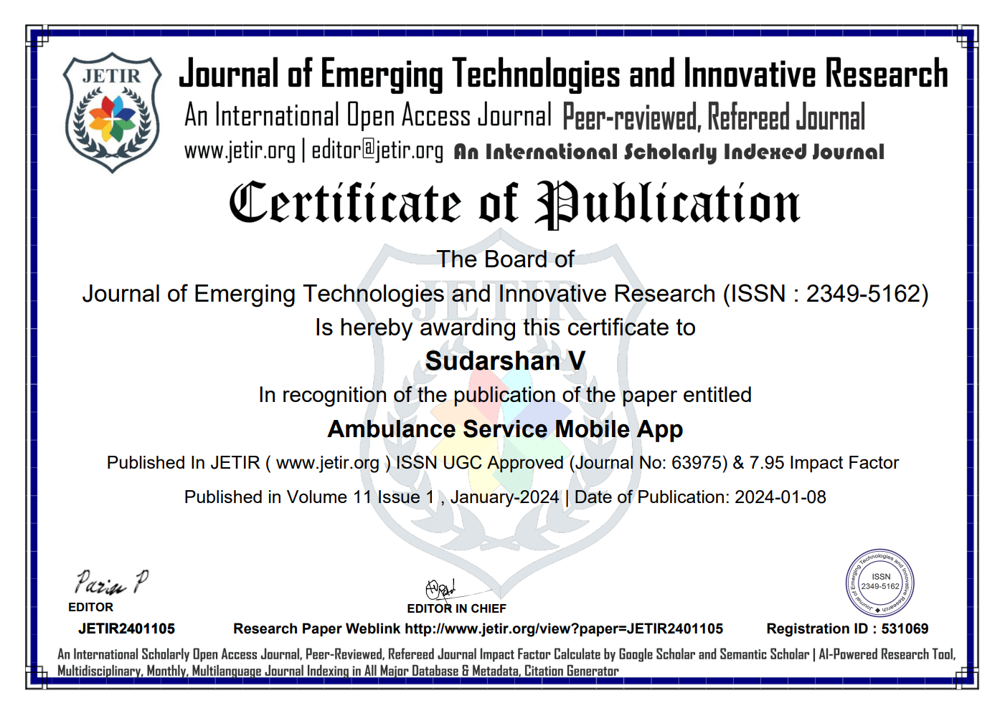 JETIR
Journal of Emerging Technologies and Innovative Research
An International Open Access Journal Peer-reviewed, Refereed Journal
www.jetir.org | editor@jetir.org An International Scholarly Indexed Journal
Certificate of Publication
The Board of
JETIR
Journal of Emerging Technologies and Innovative Research (ISSN : 2349-5162)
Is hereby awarding this certificate to
Sudarshan V
In recognition of the publication of the paper entitled
Ambulance Service Mobile App
Published In JETIR ( www.jetir.org ) ISSN UGC Approved (Journal No: 63975) & 7.95 Impact Factor
Published in Volume 11 Issue 1 , January-2024 | Date of Publication: 2024-01-08
Journal of Emerging Technologies and Innovative Research
ISSN
2349-5162
EDITOR
EDITOR IN CHIEF
JETIR2401105 Research Paper Weblink http://www.jetir.org/view?paper=JETIR2401105 Registration ID : 531069
An International Scholarly Open Access Journal, Peer-Reviewed, Refereed Journal Impact Factor Calculate by Google Scholar and Semantic Scholar | AI-Powered Research Tool,
Multidisciplinary, Monthly, Multilanguage Journal Indexing in All Major Database & Metadata, Citation Generator